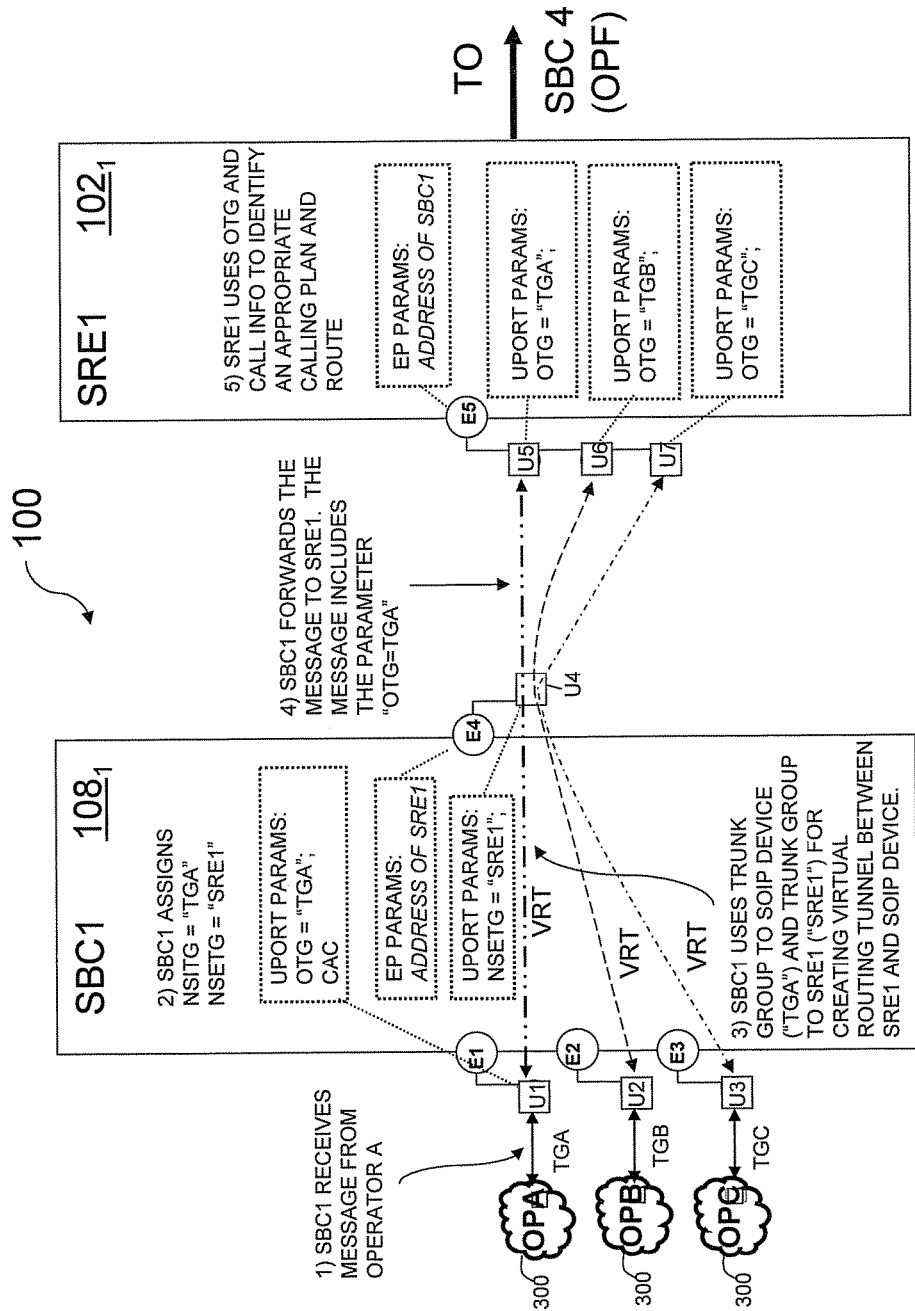 100
SBC1
108₁
2) SBC1 ASSIGNS
NSITG = "TGA"
NSETG = "SRE1"
UPORT PARAMS:
OTG = "TGA";
CAC
EP PARAMS:
ADDRESS OF SRE1
UPORT PARAMS:
NSETG = "SRE1";
VRT
VRT
VRT
3) SBC1 USES TRUNK
GROUP TO SOIP DEVICE
("TGA") AND TRUNK GROUP
TO SRE1 ("SRE1") FOR
CREATING VIRTUAL
ROUTING TUNNEL BETWEEN
SRE1 AND SOIP DEVICE.
1) SBC1 RECEIVES
MESSAGE FROM
OPERATOR A
E1
U1
TGA
OPA
300
E2
U2
TGB
OPB
300
E3
U3
TGC
OPC
300
E4
U4
4) SBC1 FORWARDS THE
MESSAGE TO SRE1. THE
MESSAGE INCLUDES
THE PARAMETER
"OTG=TGA"
SRE1
102₁
5) SRE1 USES OTG AND
CALL INFO TO IDENTIFY
AN APPROPRIATE
CALLING PLAN AND
ROUTE
EP PARAMS:
ADDRESS OF SBC1
E5
U5
UPORT PARAMS:
OTG = "TGA";
U6
UPORT PARAMS:
OTG = "TGB";
U7
UPORT PARAMS:
OTG = "TGC";
TO
SBC 4
(OPF)